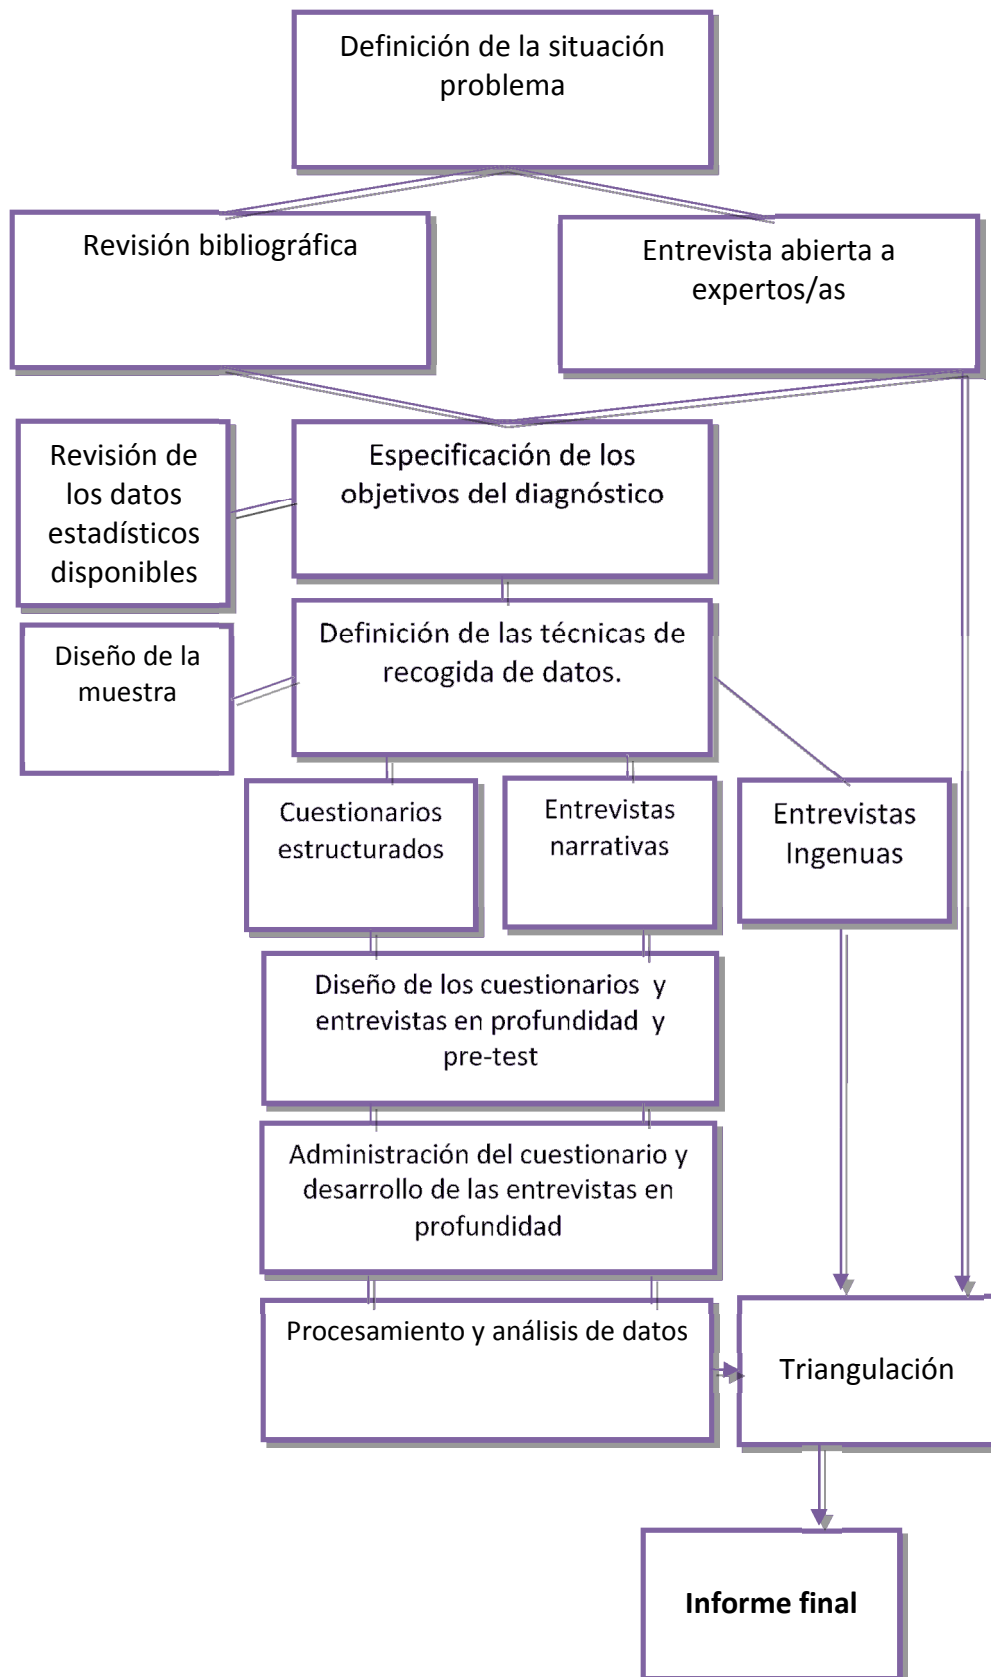 Definición de la situación
problema
Revisión bibliográfica
Entrevista abierta a
expertos/as
Revisión de
los datos
estadísticos
disponibles
Especificación de los
objetivos del diagnóstico
Diseño de la
muestra
Definición de las técnicas de
recogida de datos.
Cuestionarios
estructurados
Entrevistas
narrativas
Entrevistas
Ingenuas
Diseño de los cuestionarios y
entrevistas en profundidad y
pre-test
Administración del cuestionario y
desarrollo de las entrevistas en
profundidad
Procesamiento y análisis de datos
Triangulación
Informe final